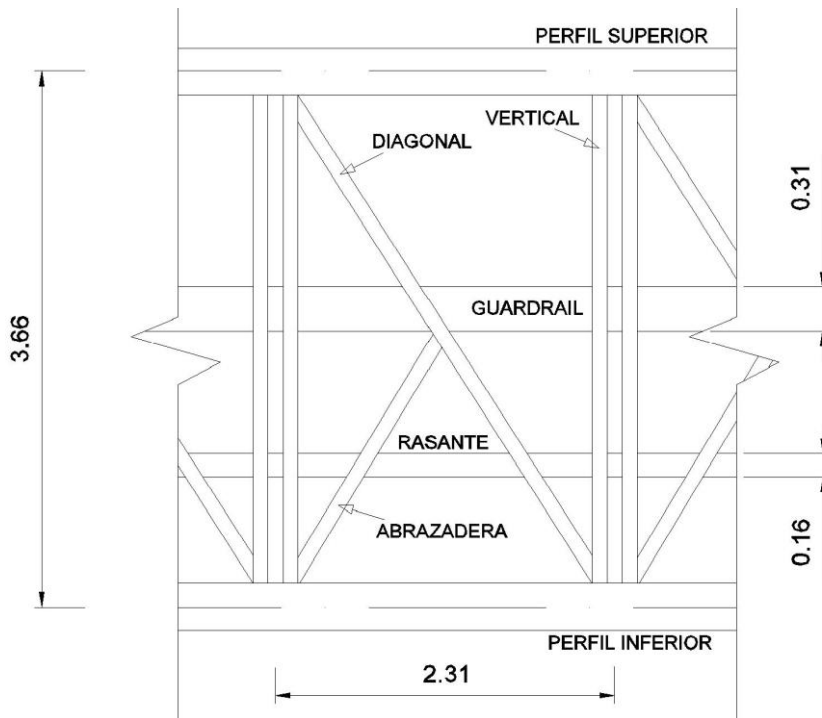 PERFIL SUPERIOR
VERTICAL
DIAGONAL
0.31
GUARDRAIL
3.66
RASANTE
ABRAZADERA
0.16
PERFIL INFERIOR
2.31